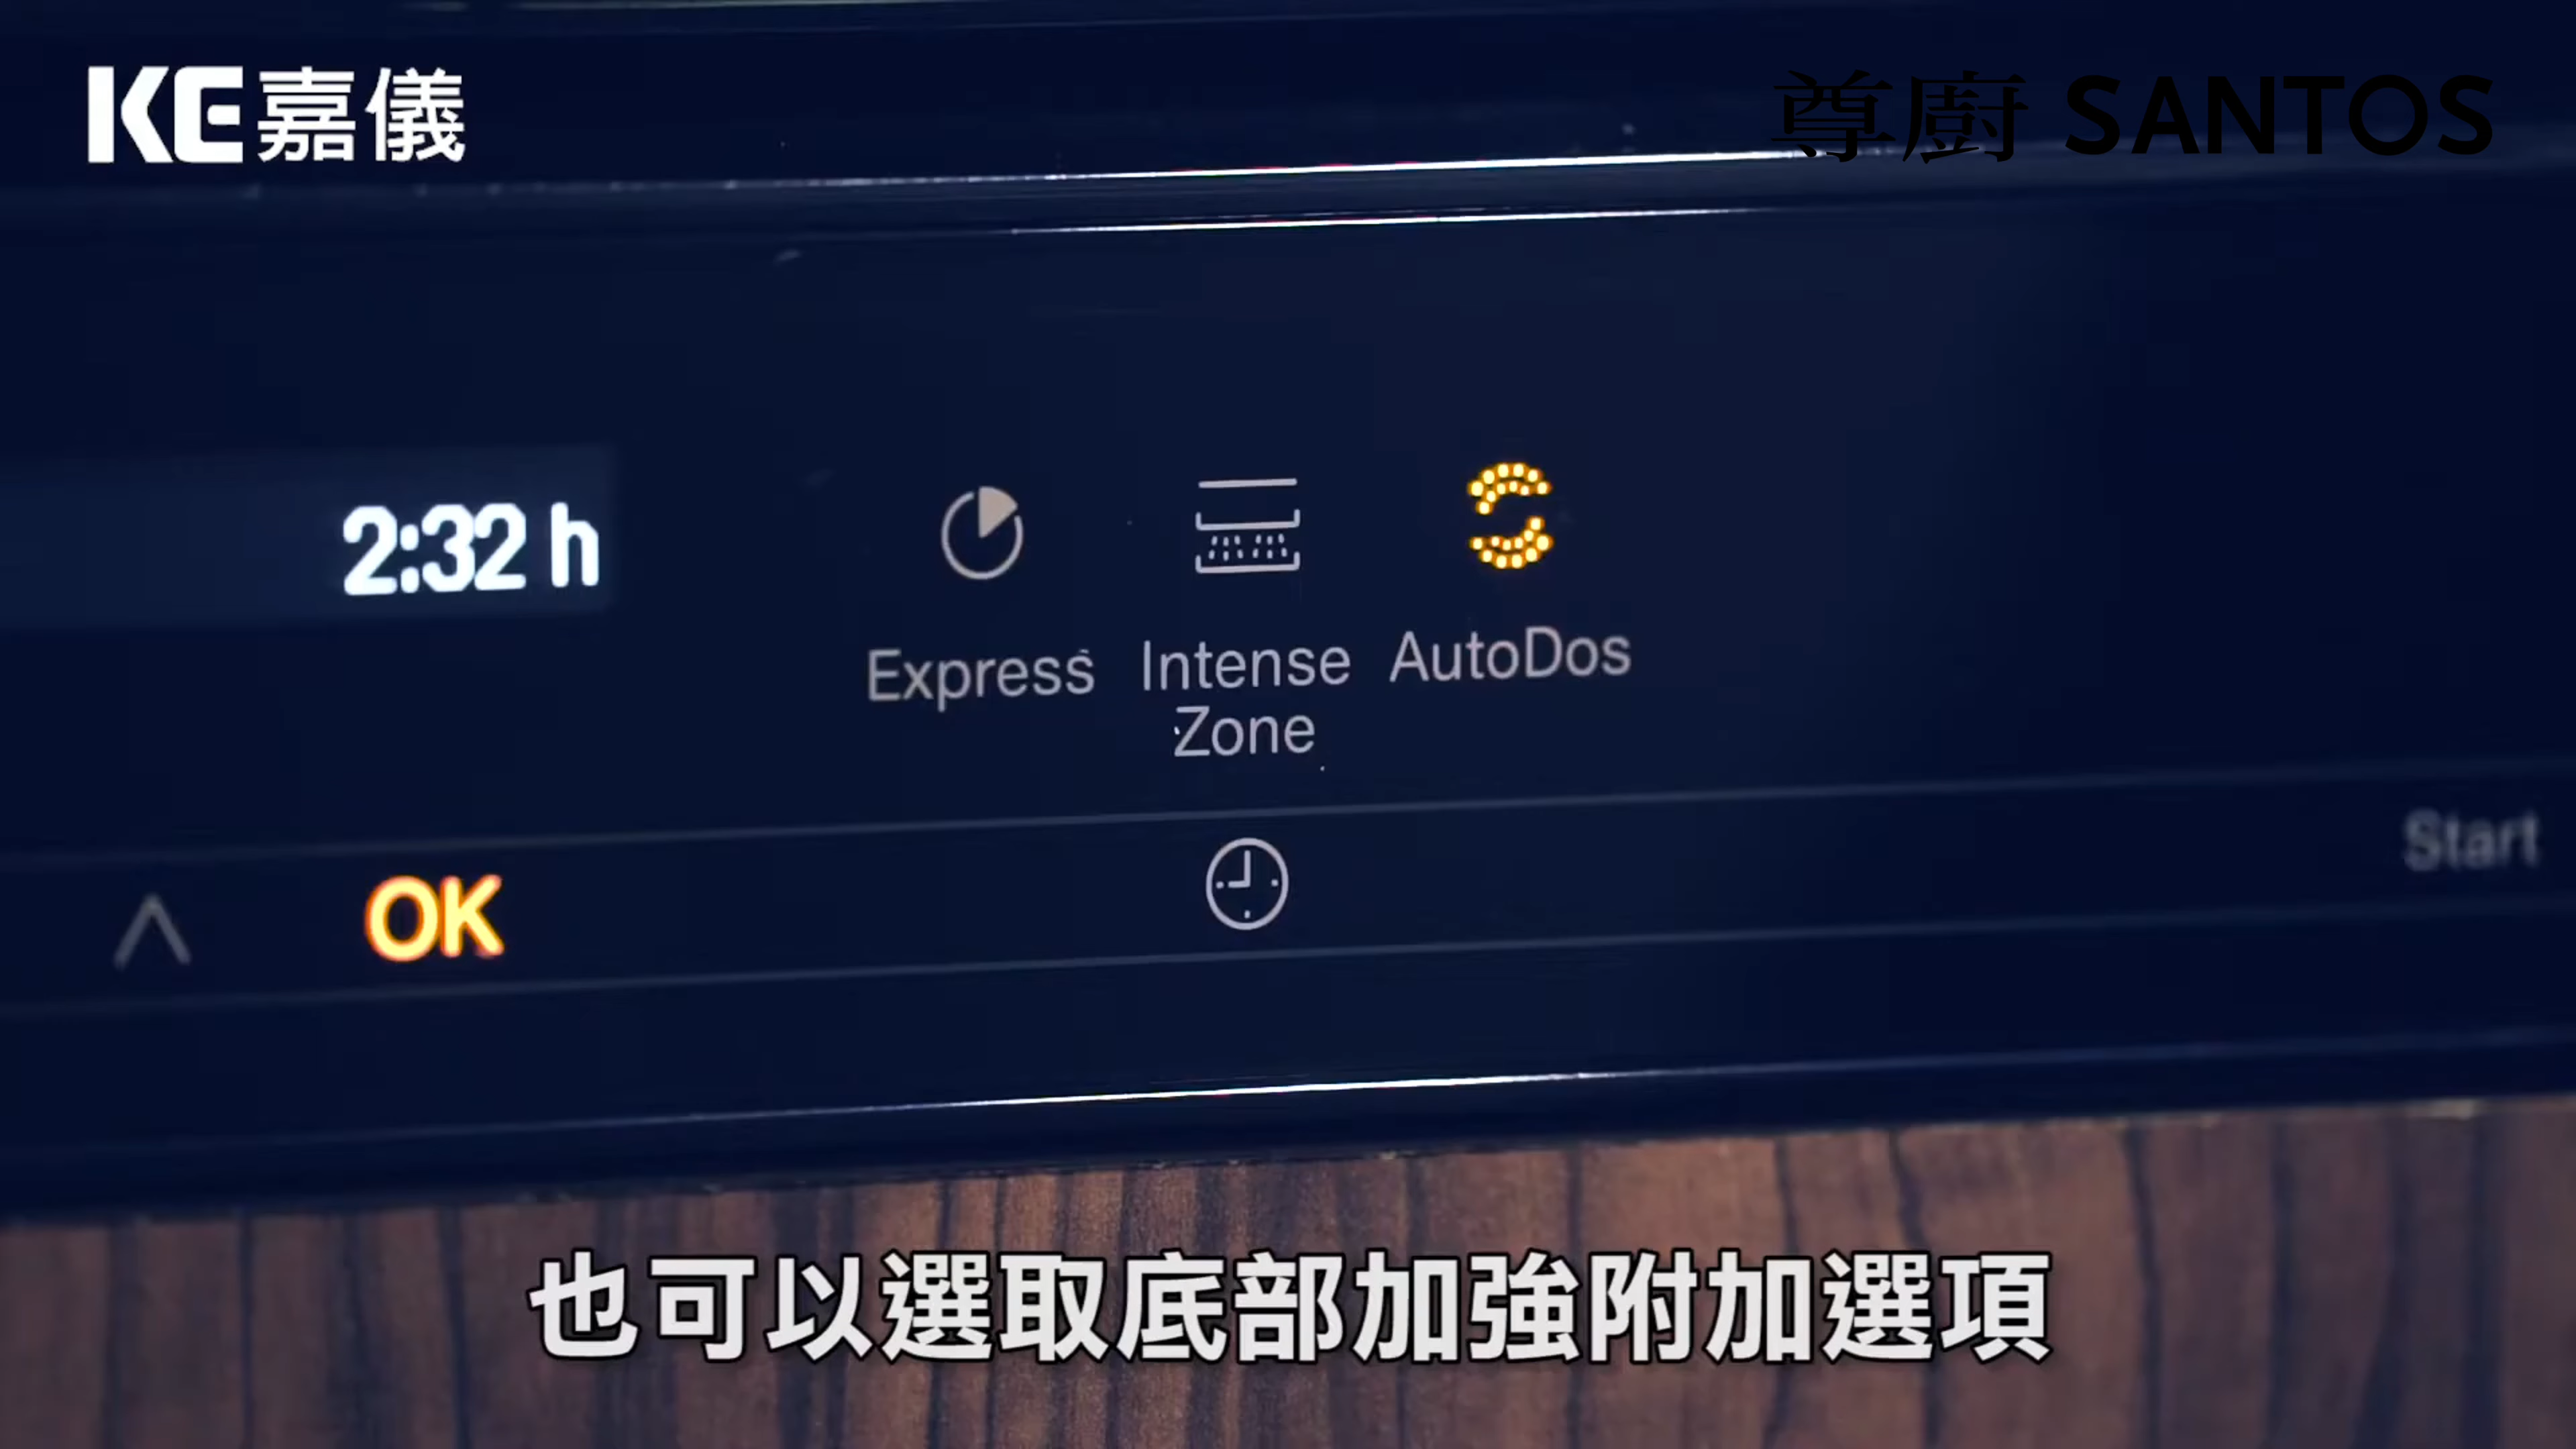 KE嘉儀
尊廚 SANTOS
2:32 h
Express
Intense
Zone
AutoDos
OK
Start
也可以選取底部加強附加選項